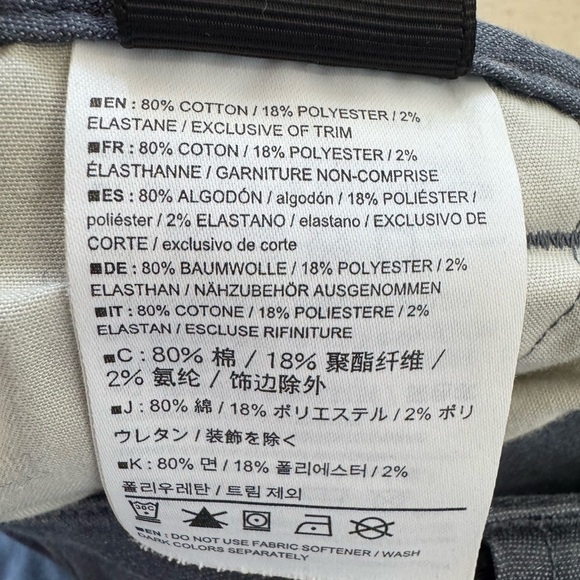 EN : 80% COTTON / 18% POLYESTER / 2%
ELASTANE / EXCLUSIVE OF TRIM
FR : 80% COTON / 18% POLYESTER / 2%
ÉLASTHANNE / GARNITURE NON-COMPRISE
ES : 80% ALGODÓN / algodón / 18% POLIÉSTER /
poliéster / 2% ELASTANO / elastano / EXCLUSIVO DE
CORTE / exclusivo de corte
DE : 80% BAUMWOLLE / 18% POLYESTER / 2%
ELASTHAN / NÄHZUBEHÖR AUSGENOMMEN
IT : 80% COTONE / 18% POLIESTERE / 2%
ELASTAN / ESCLUSE RIFINITURE
C : 80% 棉 / 18% 聚酯纤维 /
2% 氨纶 / 饰边除外
J : 80% 綿 / 18% ポリエステル / 2% ポリ
ウレタン / 装飾を除く
K : 80% 면 / 18% 폴리에스터 / 2%
폴리우레탄 / 트림 제외
30C
EN : DO NOT USE FABRIC SOFTENER / WASH
DARK COLORS SEPARATELY